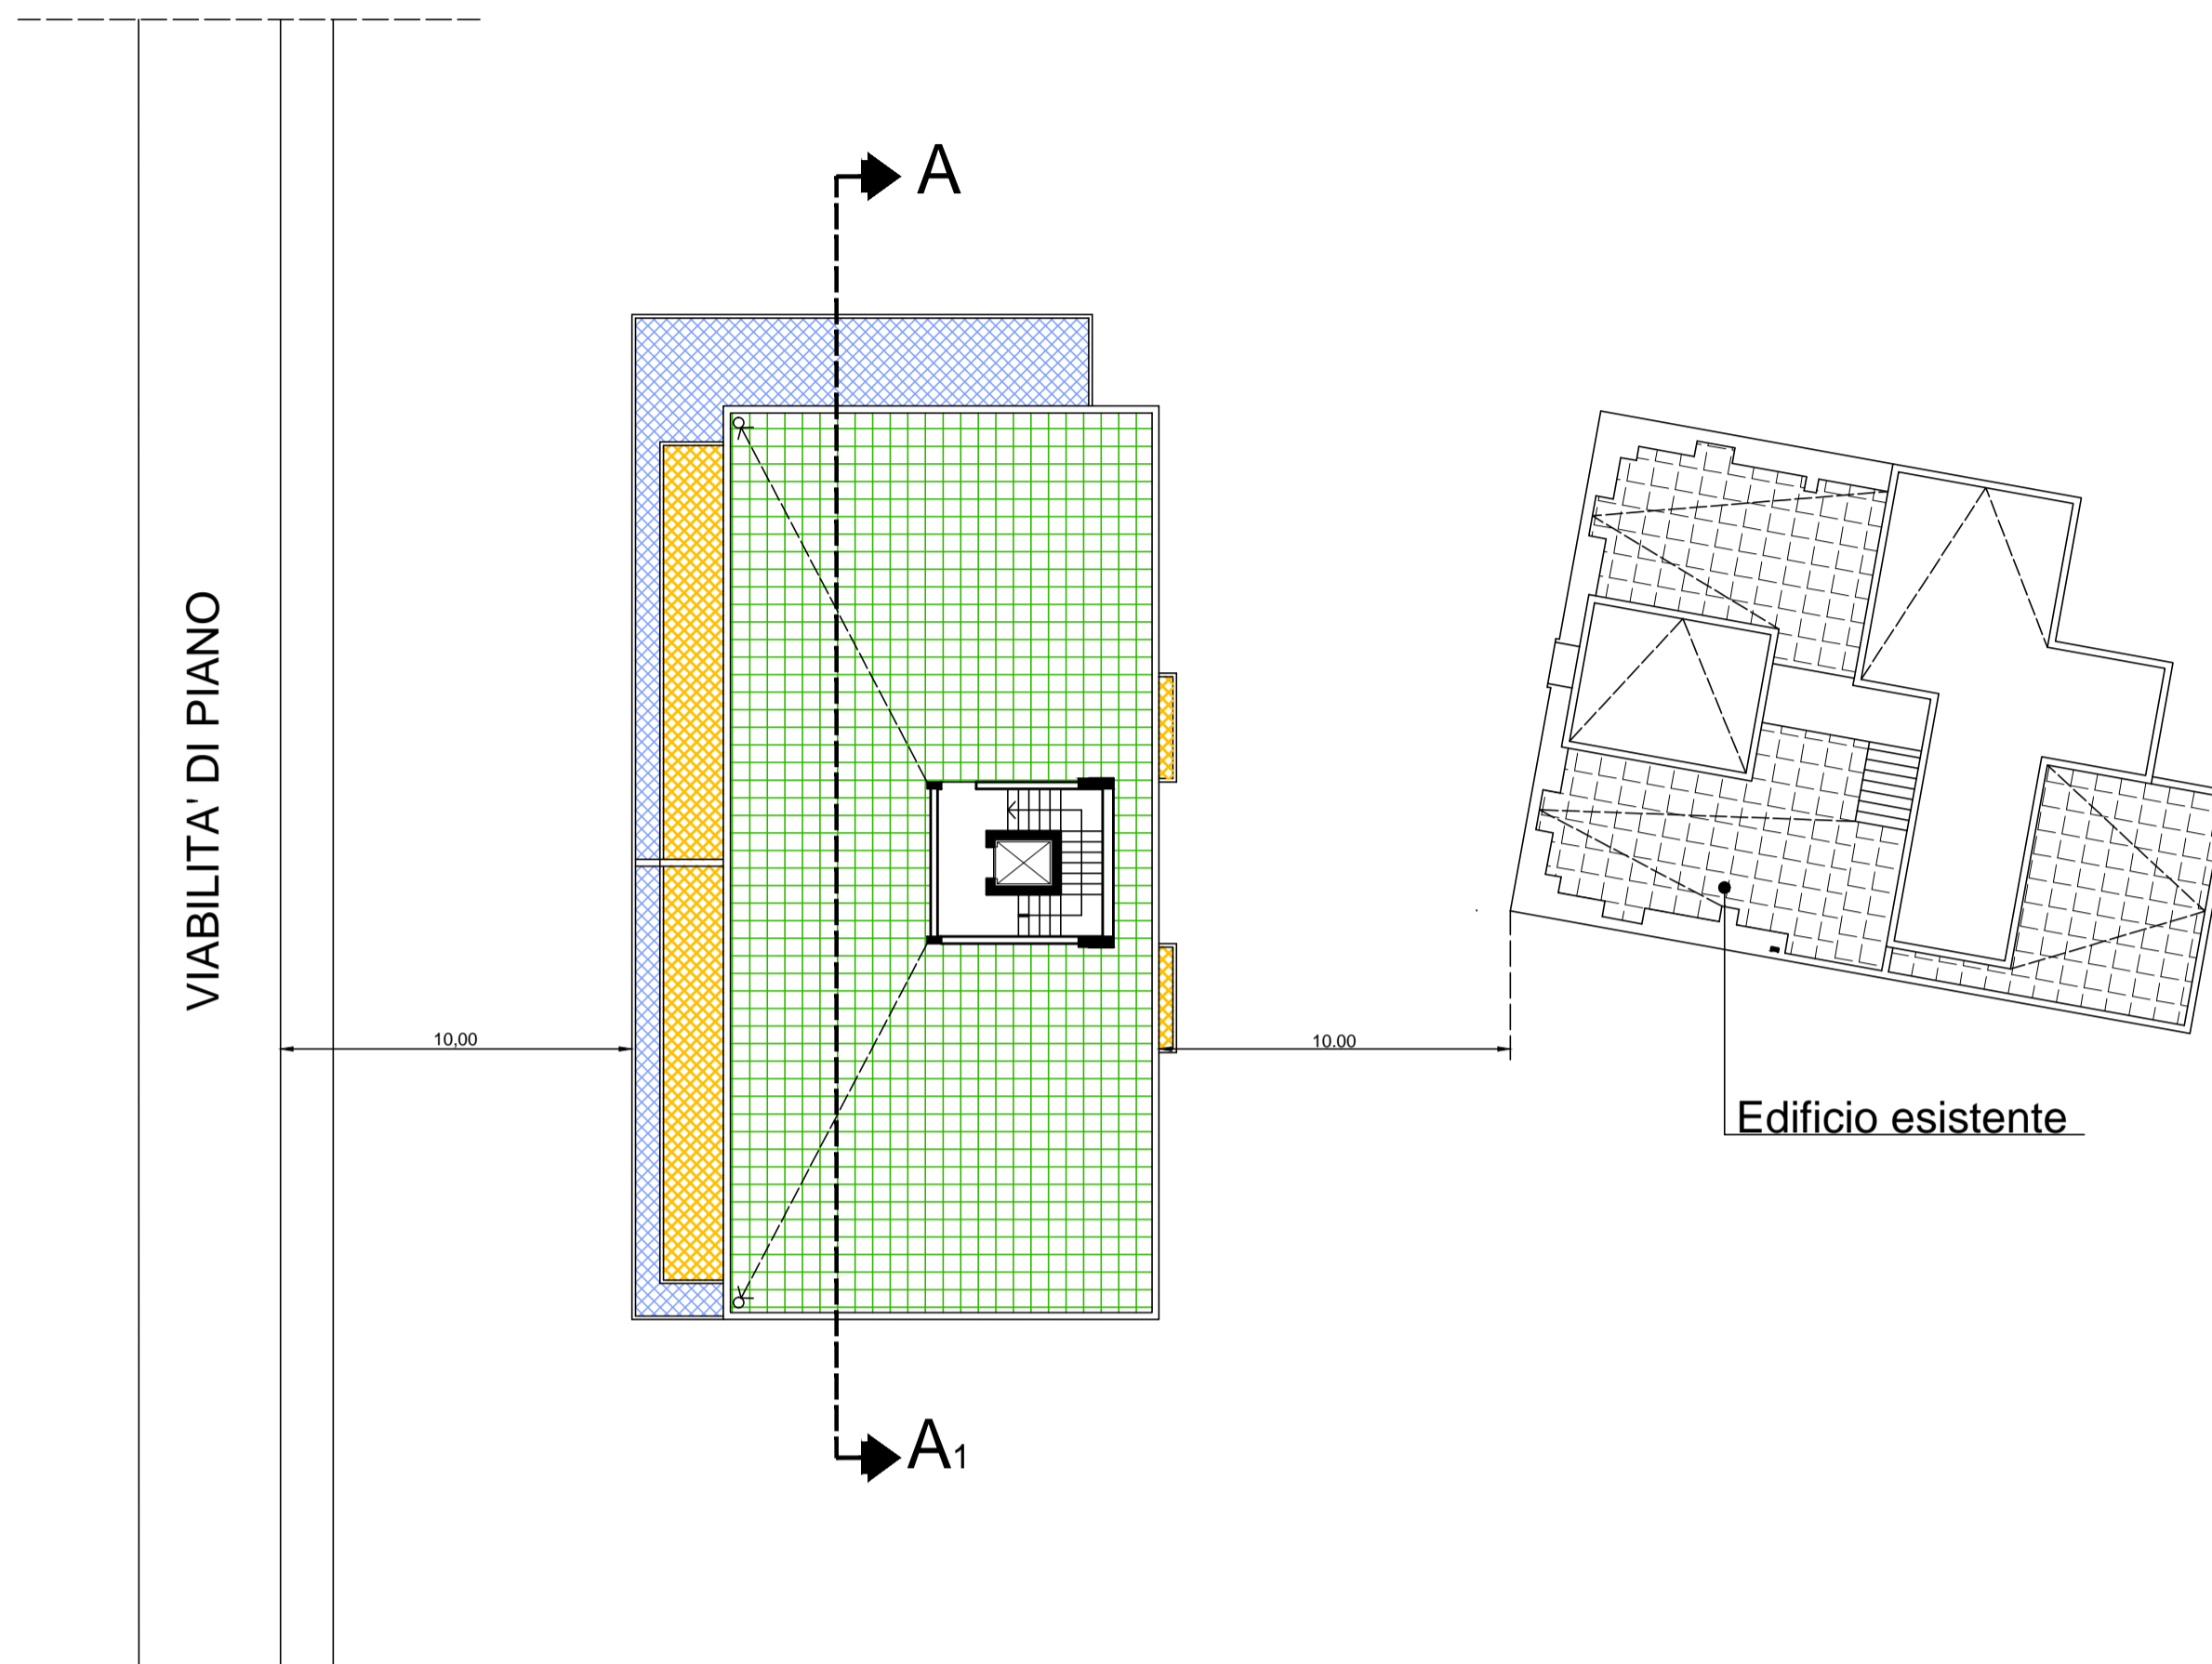 A
VIABILITA' DI PIANO
10,00
10.00
Edificio esistente
A1